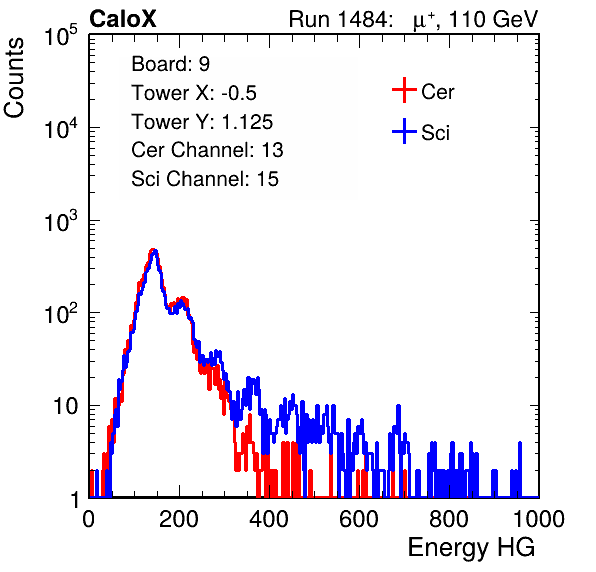 CaloX Run 1484: μ⁺, 110 GeV
Counts
10⁵
10⁴
10³
10²
10
1
Board: 9
Tower X: -0.5
Tower Y: 1.125
Cer Channel: 13
Sci Channel: 15
Cer
Sci
0 200 400 600 800 1000
Energy HG